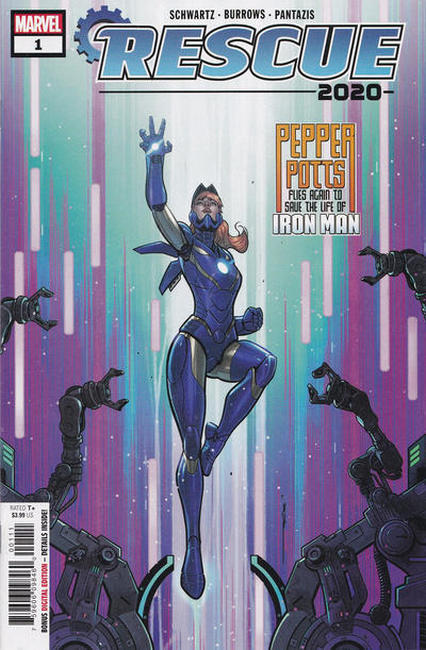 MARVEL
1
SCHWARTZ • BURROWS • PANTAZIS
RESCUE
2020
PEPPER
POTTS
FLIES AGAIN TO
SAVE THE LIFE OF
IRON MAN
RATED T+
$3.99 US
00111
BONUS DIGITAL EDITION – DETAILS INSIDE!